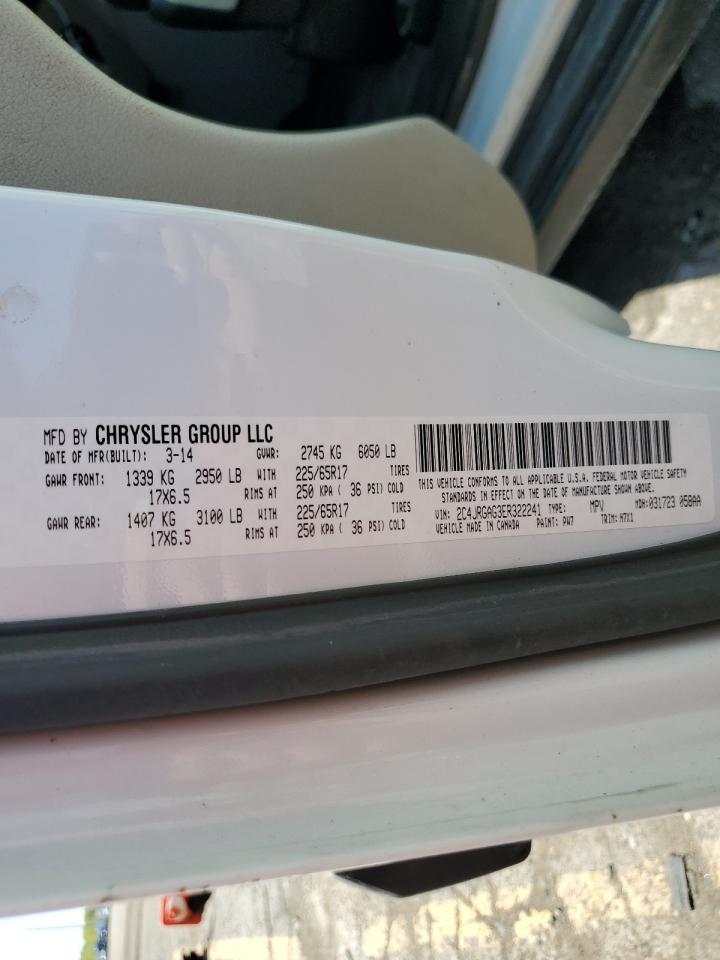 MFD BY CHRYSLER GROUP LLC
DATE OF MFR(BUILT): 3-14 GVWR: 2745 KG 6050 LB
GAWR FRONT: 1339 KG 2950 LB WITH 225/65R17 TIRES
17X6.5 RIMS AT 250 KPA ( 36 PSI) COLD
GAWR REAR: 1407 KG 3100 LB WITH 225/65R17 TIRES
17X6.5 RIMS AT 250 KPA ( 36 PSI) COLD
THIS VEHICLE CONFORMS TO ALL APPLICABLE U.S.A. FEDERAL MOTOR VEHICLE SAFETY
STANDARDS IN EFFECT ON THE DATE OF MANUFACTURE SHOWN ABOVE.
VIN: 2C4JRGAG3ER322241 TYPE: MPV MDH: 031723 058AA
MADE IN CANADA PAINT: PW7 TRIM: H7X1